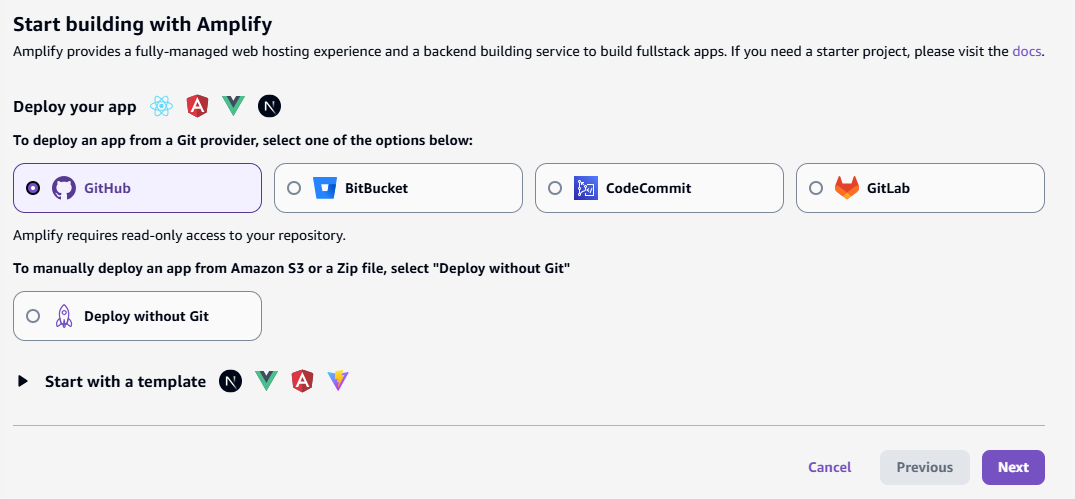 Start building with Amplify
Amplify provides a fully-managed web hosting experience and a backend building service to build fullstack apps. If you need a starter project, please visit the docs.
Deploy your app
To deploy an app from a Git provider, select one of the options below:
GitHub
BitBucket
CodeCommit
GitLab
Amplify requires read-only access to your repository.
To manually deploy an app from Amazon S3 or a Zip file, select "Deploy without Git"
Deploy without Git
Start with a template
Cancel
Previous
Next